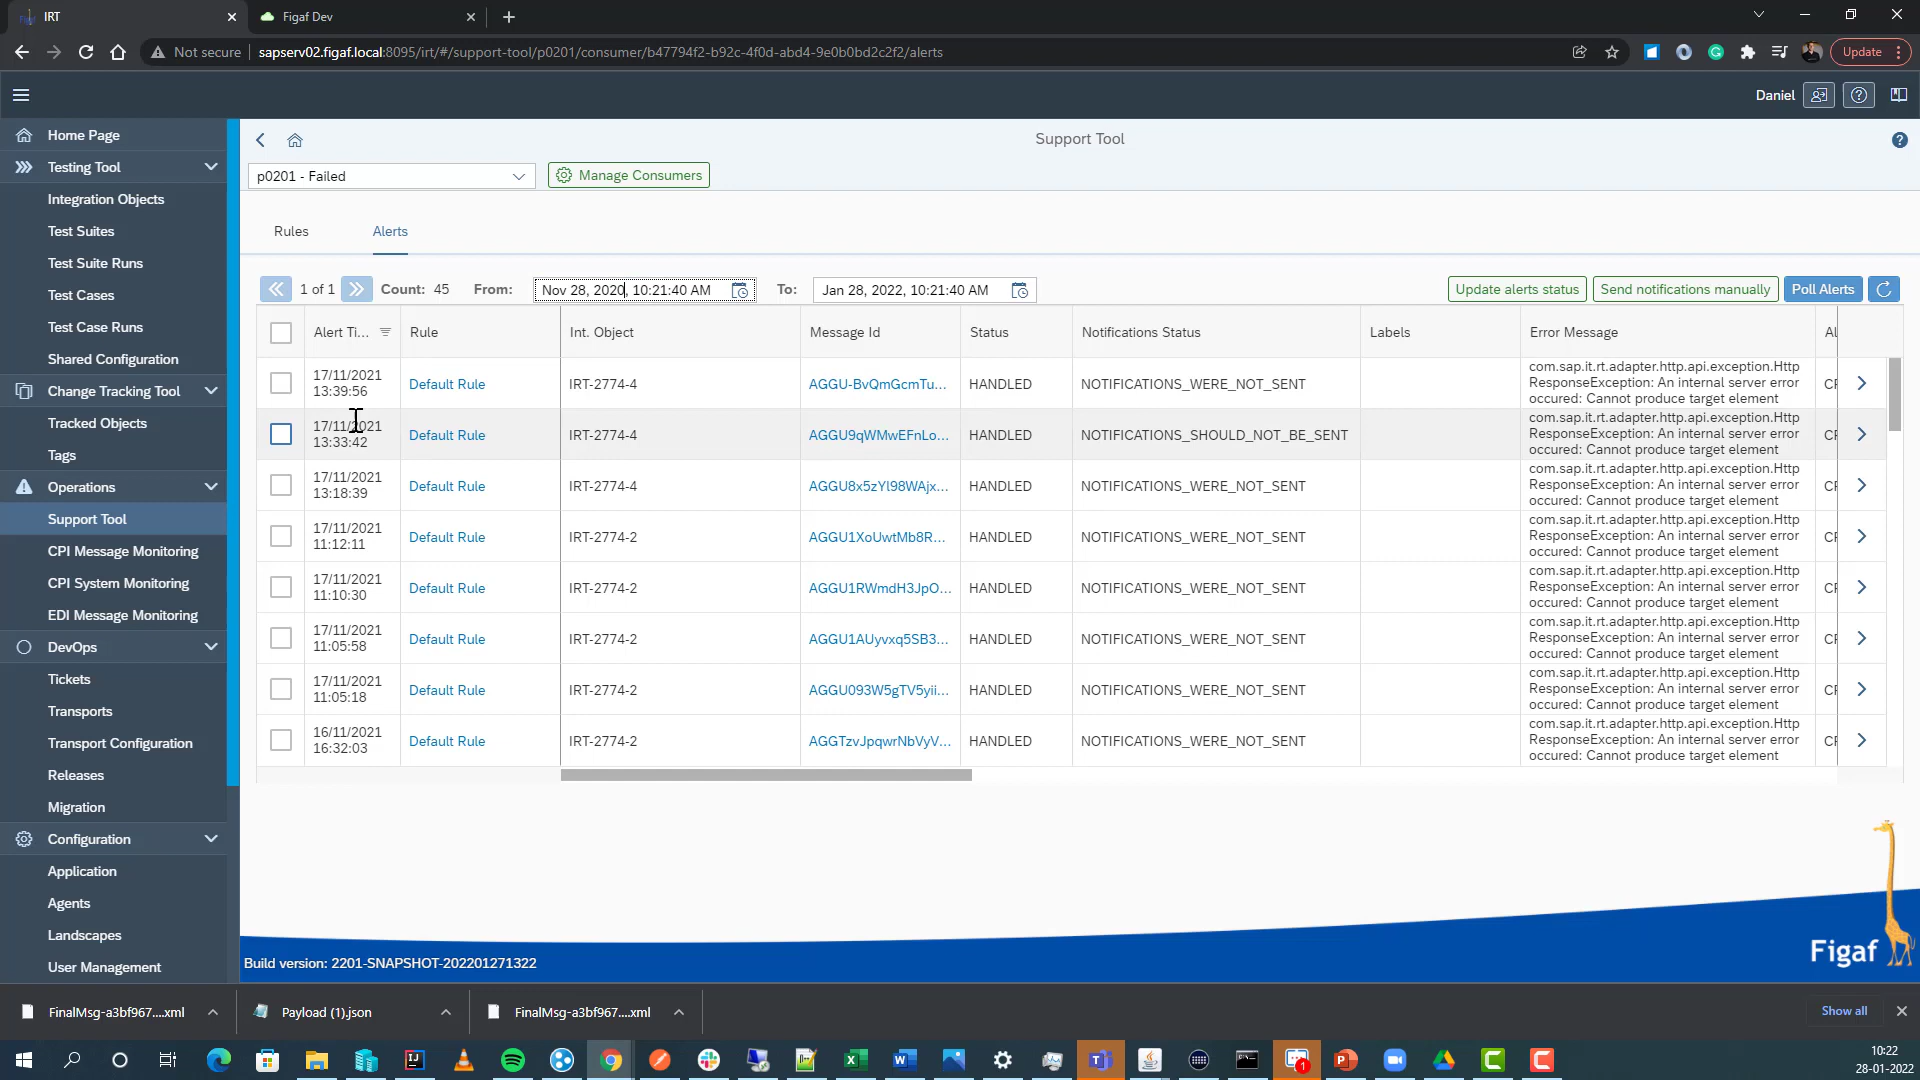 IRT
Figaf Dev
Not secure
sapserv02.figaf.local:8095/irt/#/support-tool/p0201/consumer/b47794f2-b92c-4f0d-abd4-9e0b0bd2c2f2/alerts
Update
Daniel
Home Page
Testing Tool
Integration Objects
Test Suites
Test Suite Runs
Test Cases
Test Case Runs
Shared Configuration
Change Tracking Tool
Tracked Objects
Tags
Operations
Support Tool
CPI Message Monitoring
CPI System Monitoring
EDI Message Monitoring
DevOps
Tickets
Transports
Transport Configuration
Releases
Migration
Configuration
Application
Agents
Landscapes
User Management
Support Tool
p0201 - Failed
Manage Consumers
Rules
Alerts
1 of 1 Count: 45 From: Nov 28, 2020, 10:21:40 AM To: Jan 28, 2022, 10:21:40 AM
Update alerts status
Send notifications manually
Poll Alerts
Alert Ti... Rule Int. Object Message Id Status Notifications Status Labels Error Message Al
17/11/2021
13:39:56
Default Rule IRT-2774-4 AGGU-BvQmGcmTu... HANDLED NOTIFICATIONS_WERE_NOT_SENT
com.sap.it.rt.adapter.http.api.exception.Http
ResponseException: An internal server error
occured: Cannot produce target element
CF
17/11/2021
13:33:42
Default Rule IRT-2774-4 AGGU9qWMwEFnLo... HANDLED NOTIFICATIONS_SHOULD_NOT_BE_SENT
com.sap.it.rt.adapter.http.api.exception.Http
ResponseException: An internal server error
occured: Cannot produce target element
CF
17/11/2021
13:18:39
Default Rule IRT-2774-4 AGGU8x5zYl98WAjx... HANDLED NOTIFICATIONS_WERE_NOT_SENT
com.sap.it.rt.adapter.http.api.exception.Http
ResponseException: An internal server error
occured: Cannot produce target element
CF
17/11/2021
11:12:11
Default Rule IRT-2774-2 AGGU1XoUwtMb8R... HANDLED NOTIFICATIONS_WERE_NOT_SENT
com.sap.it.rt.adapter.http.api.exception.Http
ResponseException: An internal server error
occured: Cannot produce target element
CF
17/11/2021
11:10:30
Default Rule IRT-2774-2 AGGU1RWmdH3JpO... HANDLED NOTIFICATIONS_WERE_NOT_SENT
com.sap.it.rt.adapter.http.api.exception.Http
ResponseException: An internal server error
occured: Cannot produce target element
CF
17/11/2021
11:05:58
Default Rule IRT-2774-2 AGGU1AUyvxq5SB3... HANDLED NOTIFICATIONS_WERE_NOT_SENT
com.sap.it.rt.adapter.http.api.exception.Http
ResponseException: An internal server error
occured: Cannot produce target element
CF
17/11/2021
11:05:18
Default Rule IRT-2774-2 AGGU093W5gTV5yii... HANDLED NOTIFICATIONS_WERE_NOT_SENT
com.sap.it.rt.adapter.http.api.exception.Http
ResponseException: An internal server error
occured: Cannot produce target element
CF
16/11/2021
16:32:03
Default Rule IRT-2774-2 AGGTzvJpqwrNbVyV... HANDLED NOTIFICATIONS_WERE_NOT_SENT
com.sap.it.rt.adapter.http.api.exception.Http
ResponseException: An internal server error
occured: Cannot produce target element
CF
Figaf
Build version: 2201-SNAPSHOT-202201271322
FinalMsg-a3bf967....xml
Payload (1).json
FinalMsg-a3bf967....xml
Show all
10:22
28-01-2022